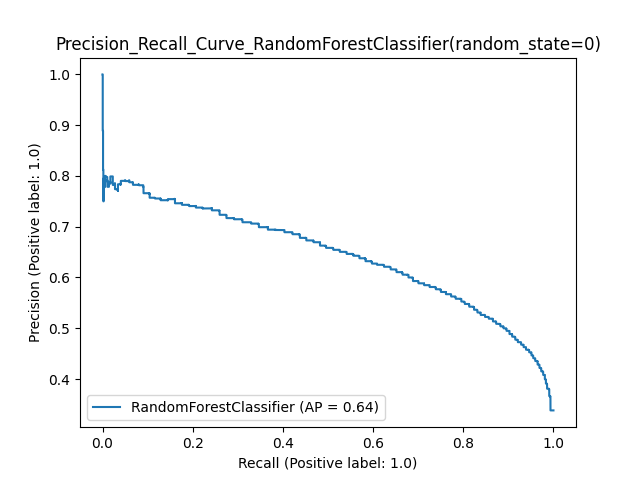 Precision_Recall_Curve_RandomForestClassifier(random_state=0)
1.0
0.9
0.8
0.7
0.6
0.5
0.4
Precision (Positive label: 1.0)
RandomForestClassifier (AP = 0.64)
0.0 0.2 0.4 0.6 0.8 1.0
Recall (Positive label: 1.0)